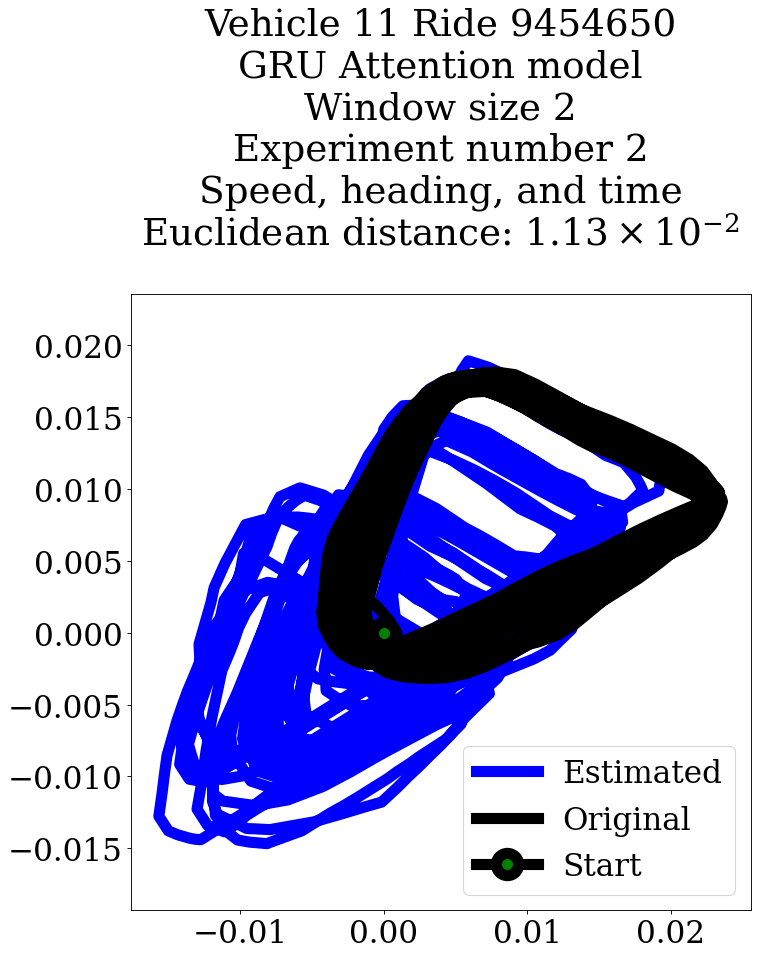 Vehicle 11 Ride 9454650
GRU Attention model
Window size 2
Experiment number 2
Speed, heading, and time
Euclidean distance: 1.13 × 10⁻²
0.020
0.015
0.010
0.005
0.000
−0.005
−0.010
−0.015
Estimated
Original
Start
−0.01 0.00 0.01 0.02